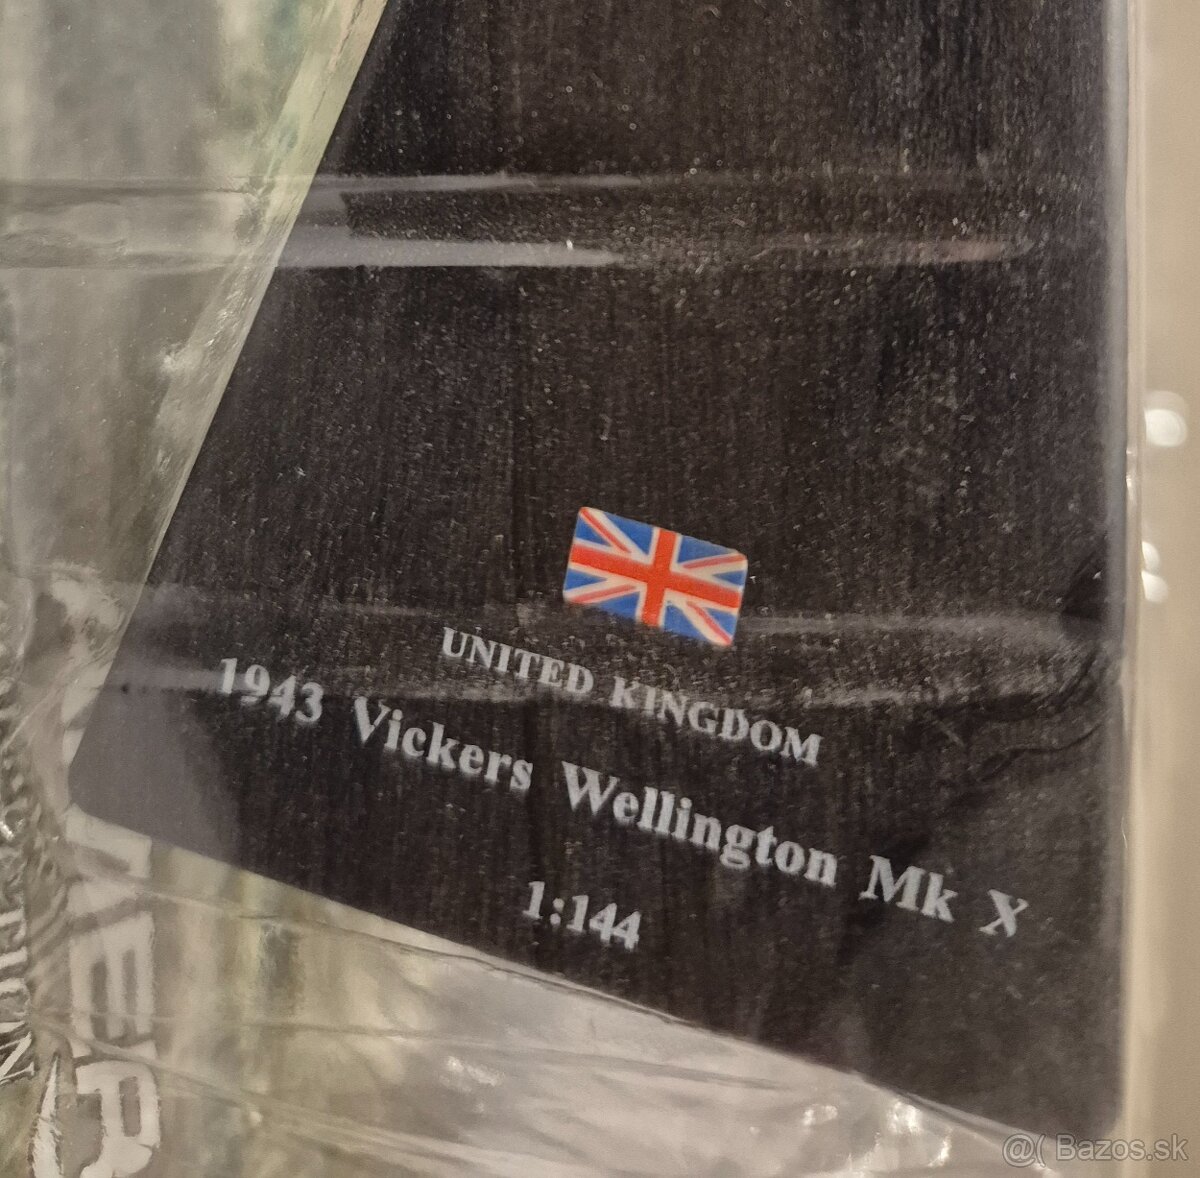 UNITED KINGDOM
1943 Vickers Wellington Mk X
1:144
@( Bazos.sk